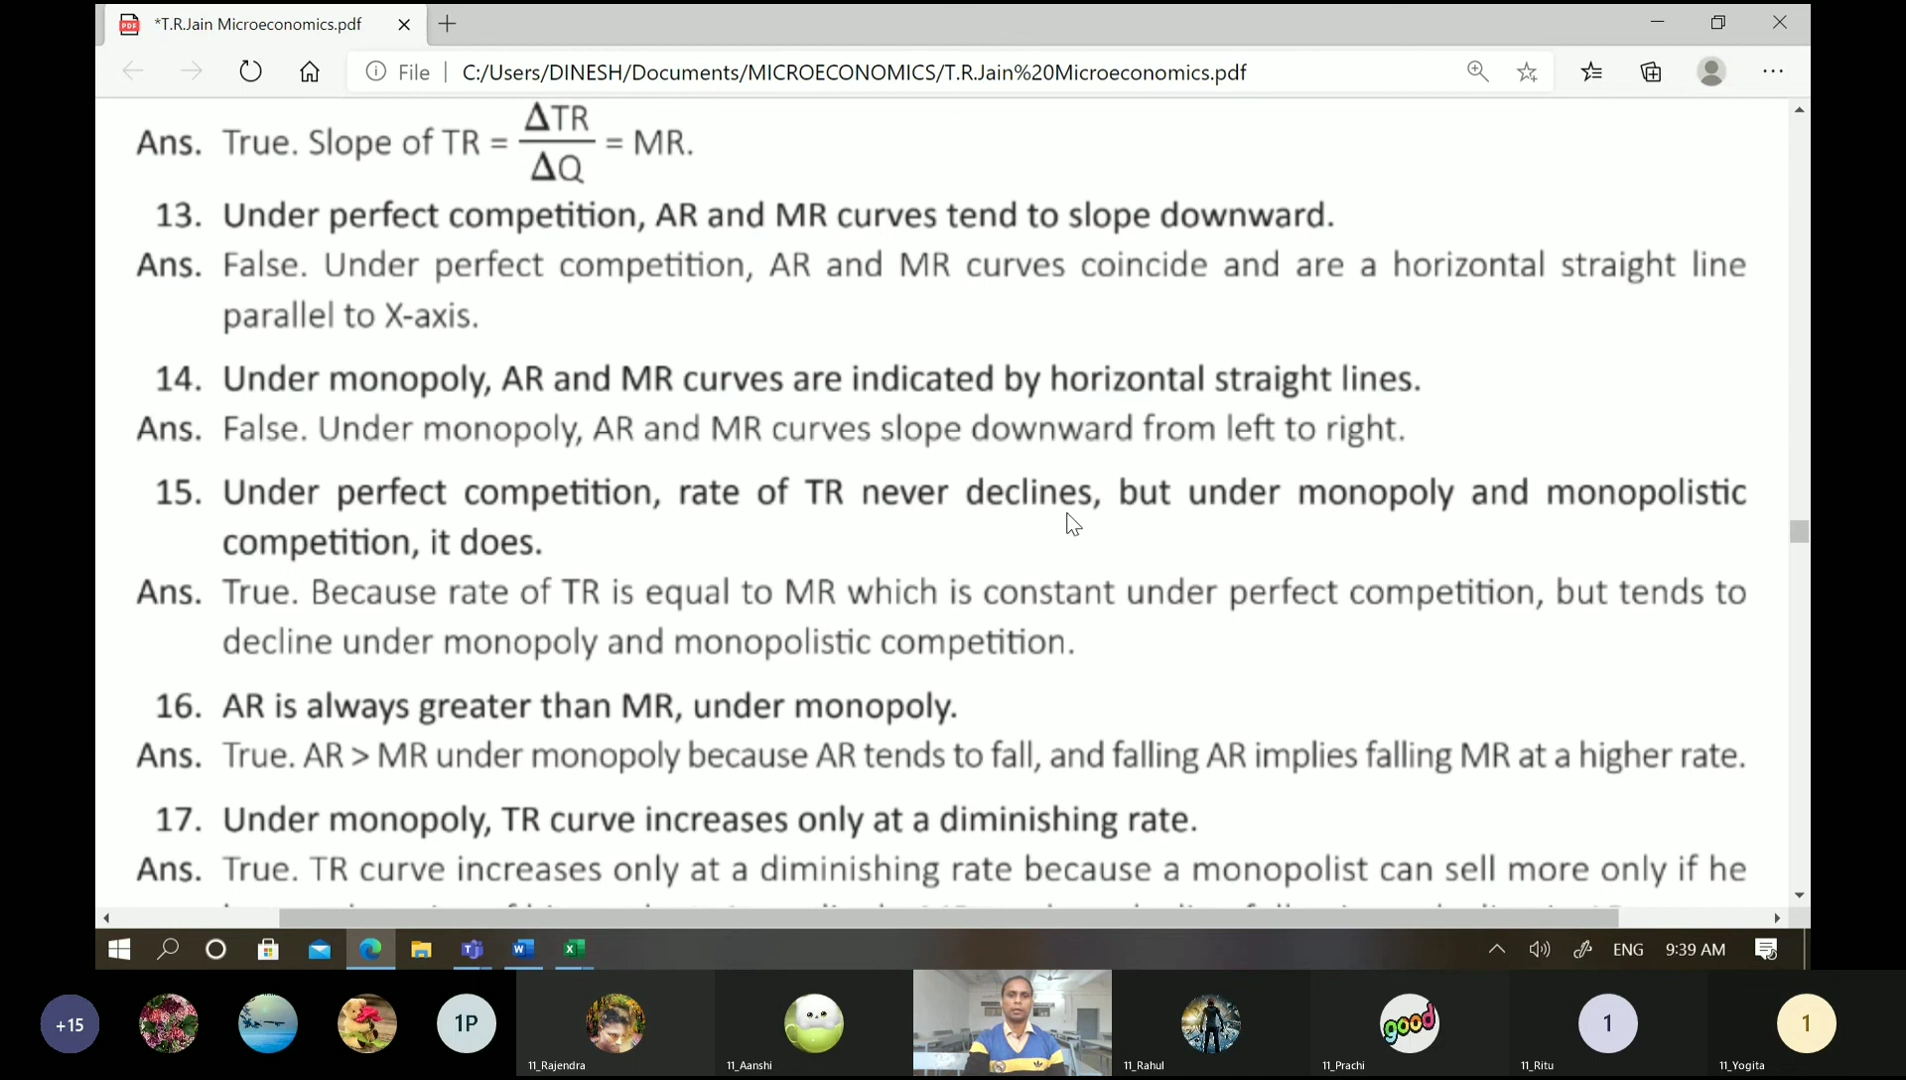 *T.R.Jain Microeconomics.pdf
File | C:/Users/DINESH/Documents/MICROECONOMICS/T.R.Jain%20Microeconomics.pdf
Ans. True. Slope of TR = ΔTR/ΔQ = MR.
13. Under perfect competition, AR and MR curves tend to slope downward.
Ans. False. Under perfect competition, AR and MR curves coincide and are a horizontal straight line
parallel to X-axis.
14. Under monopoly, AR and MR curves are indicated by horizontal straight lines.
Ans. False. Under monopoly, AR and MR curves slope downward from left to right.
15. Under perfect competition, rate of TR never declines, but under monopoly and monopolistic
competition, it does.
Ans. True. Because rate of TR is equal to MR which is constant under perfect competition, but tends to
decline under monopoly and monopolistic competition.
16. AR is always greater than MR, under monopoly.
Ans. True. AR > MR under monopoly because AR tends to fall, and falling AR implies falling MR at a higher rate.
17. Under monopoly, TR curve increases only at a diminishing rate.
Ans. True. TR curve increases only at a diminishing rate because a monopolist can sell more only if he
ENG 9:39 AM
+15 1P good 1 1
11_Rajendra 11_Aanshi 11_Rahul 11_Prachi 11_Ritu 11_Yogita